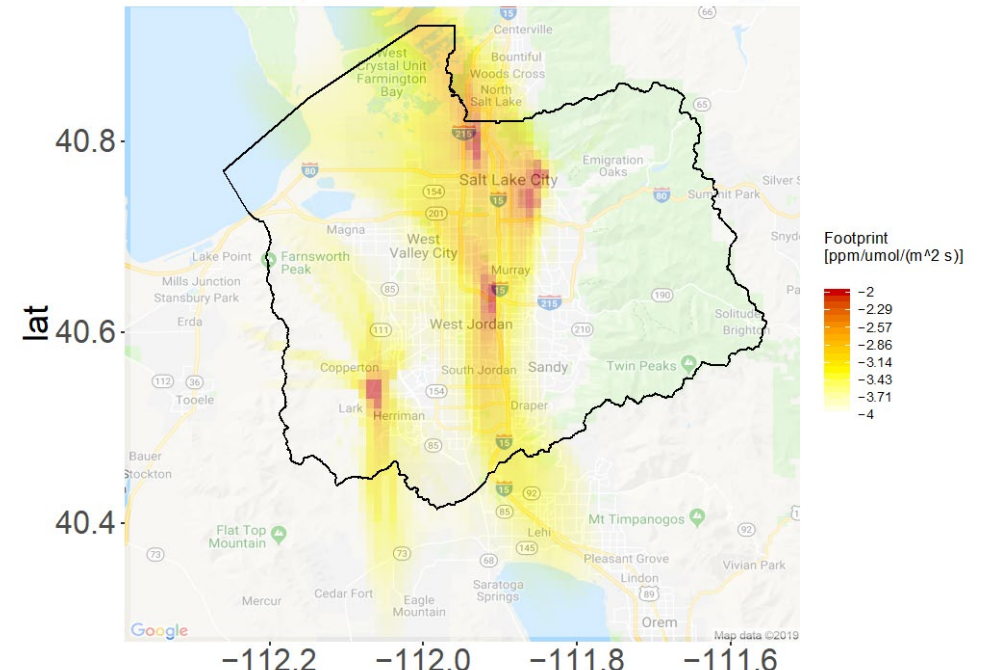 15
66
Centerville
West
Crystal Unit
Farmington
Bay
Bountiful
Woods Cross
North
Salt Lake
65
40.8
215
80
Emigration
Oaks
Salt Lake City
154
15
80
Summit Park
Silver S
201
Magna
West
Valley City
Snyde
Lake Point
Farnsworth
Peak
Murray
Mills Junction
Stansbury Park
85
15
215
190
lat
Erda
40.6
111
West Jordan
210
Solitude
Brighton
Copperton
South Jordan
Sandy
Twin Peaks
112
36
Tooele
154
Lark
Herriman
Draper
85
15
Bauer
Stockton
15
92
40.4
85
Mt Timpanogos
92
1
Flat Top
Mountain
Lehi
73
73
145
68
Pleasant Grove
Vivian Park
Lindon
Mercur
Cedar Fort
Eagle
Mountain
Saratoga
Springs
89
Orem
Google
Map data ©2019
−112.2
−112.0
−111.8
−111.6
Footprint
[ppm/umol/(m^2 s)]
−2
−2.29
−2.57
−2.86
−3.14
−3.43
−3.71
−4